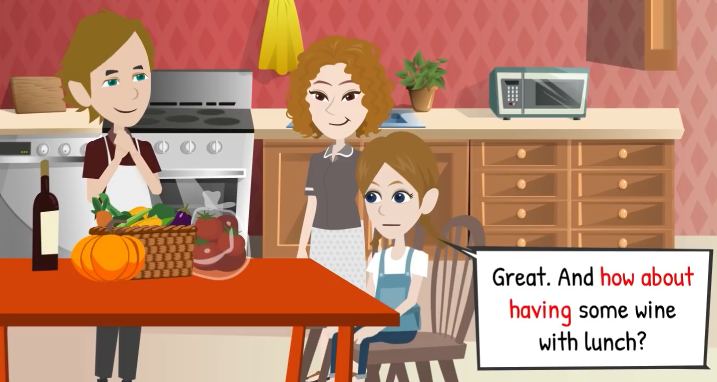 Great. And how about
having some wine
with lunch?